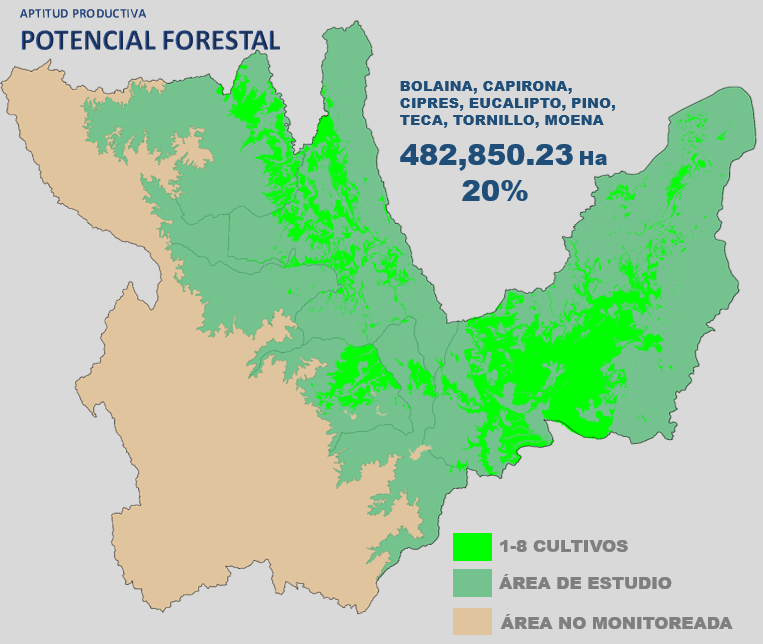 APTITUD PRODUCTIVA
POTENCIAL FORESTAL
BOLAINA, CAPIRONA,
CIPRES, EUCALIPTO, PINO,
TECA, TORNILLO, MOENA
482,850.23 Ha
20%
1-8 CULTIVOS
ÁREA DE ESTUDIO
ÁREA NO MONITOREADA